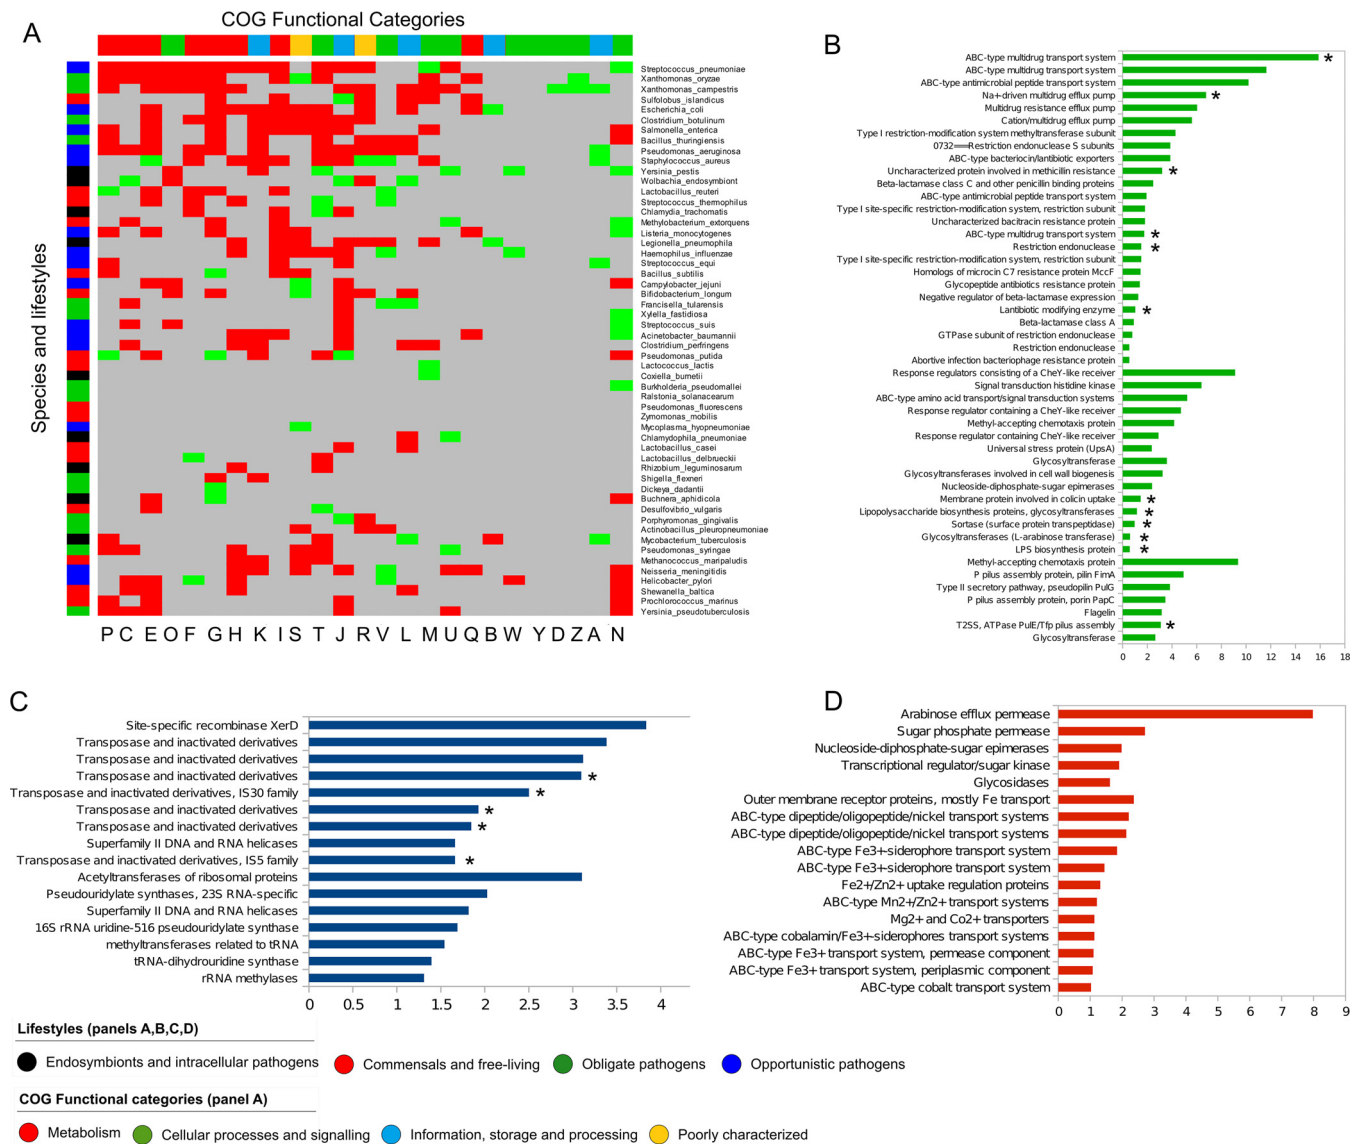 A
COG Functional Categories
Species and lifestyles
Streptococcus_pneumoniae
Xanthomonas_oryzae
Xanthomonas_campestris
Sulfolobus_islandicus
Escherichia_coli
Clostridium_botulinum
Salmonella_enterica
Bacillus_thuringiensis
Pseudomonas_aeruginosa
Staphylococcus_aureus
Yersinia_pestis
Wolbachia_endosymbiont
Lactobacillus_reuteri
Streptococcus_thermophilus
Chlamydia_trachomatis
Methylobacterium_extorquens
Listeria_monocytogenes
Legionella_pneumophila
Haemophilus_influenzae
Streptococcus_equi
Bacillus_subtilis
Campylobacter_jejuni
Bifidobacterium_longum
Francisella_tularensis
Xylella_fastidiosa
Streptococcus_suis
Acinetobacter_baumannii
Clostridium_perfringens
Pseudomonas_putida
Lactococcus_lactis
Coxiella_burnetii
Burkholderia_pseudomallei
Ralstonia_solanacearum
Pseudomonas_fluorescens
Zymomonas_mobilis
Mycoplasma_hyopneumoniae
Chlamydophila_pneumoniae
Lactobacillus_casei
Lactobacillus_delbrueckii
Rhizobium_leguminosarum
Shigella_flexneri
Dickeya_dadantii
Buchnera_aphidicola
Desulfovibrio_vulgaris
Porphyromonas_gingivalis
Actinobacillus_pleuropneumoniae
Mycobacterium_tuberculosis
Pseudomonas_syringae
Methanococcus_maripaludis
Neisseria_meningitidis
Helicobacter_pylori
Shewanella_baltica
Prochlorococcus_marinus
Yersinia_pseudotuberculosis
P C E O F G H K I S T J R V L M U Q B W Y D Z A N
B
ABC-type multidrug transport system *
ABC-type multidrug transport system
ABC-type antimicrobial peptide transport system
Na+-driven multidrug efflux pump *
Multidrug resistance efflux pump
Cation/multidrug efflux pump
Type I restriction-modification system methyltransferase subunit
0732══Restriction endonuclease S subunits
ABC-type bacteriocin/lantibiotic exporters
Uncharacterized protein involved in methicillin resistance *
Beta-lactamase class C and other penicillin binding proteins
ABC-type antimicrobial peptide transport system
Type I site-specific restriction-modification system, restriction subunit
Uncharacterized bacitracin resistance protein
ABC-type multidrug transport system *
Restriction endonuclease *
Type I site-specific restriction-modification system, restriction subunit
Homologs of microcin C7 resistance protein MccF
Glycopeptide antibiotics resistance protein
Negative regulator of beta-lactamase expression
Lantibiotic modifying enzyme *
Beta-lactamase class A
GTPase subunit of restriction endonuclease
Restriction endonuclease
Abortive infection bacteriophage resistance protein
Response regulators consisting of a CheY-like receiver
Signal transduction histidine kinase
ABC-type amino acid transport/signal transduction systems
Response regulator containing a CheY-like receiver
Methyl-accepting chemotaxis protein
Response regulator containing CheY-like receiver
Universal stress protein (UpsA)
Glycosyltransferase
Glycosyltransferases involved in cell wall biogenesis
Nucleoside-diphosphate-sugar epimerases
Membrane protein involved in colicin uptake *
Lipopolysaccharide biosynthesis proteins, glycosyltransferases *
Sortase (surface protein transpeptidase) *
Glycosyltransferases (L-arabinose transferase) *
LPS biosynthesis protein *
Methyl-accepting chemotaxis protein
P pilus assembly protein, pilin FimA
Type II secretory pathway, pseudopilin PulG
P pilus assembly protein, porin PapC
Flagelin
T2SS, ATPase PulE/Tfp pilus assembly *
Glycosyltransferase
0 2 4 6 8 10 12 14 16 18
C
Site-specific recombinase XerD
Transposase and inactivated derivatives
Transposase and inactivated derivatives
Transposase and inactivated derivatives *
Transposase and inactivated derivatives, IS30 family *
Transposase and inactivated derivatives *
Transposase and inactivated derivatives *
Superfamily II DNA and RNA helicases
Transposase and inactivated derivatives, IS5 family *
Acetyltransferases of ribosomal proteins
Pseudouridylate synthases, 23S RNA-specific
Superfamily II DNA and RNA helicases
16S rRNA uridine-516 pseudouridylate synthase
methyltransferases related to tRNA
tRNA-dihydrouridine synthase
rRNA methylases
0 0.5 1 1.5 2 2.5 3 3.5 4
D
Arabinose efflux permease
Sugar phosphate permease
Nucleoside-diphosphate-sugar epimerases
Transcriptional regulator/sugar kinase
Glycosidases
Outer membrane receptor proteins, mostly Fe transport
ABC-type dipeptide/oligopeptide/nickel transport systems
ABC-type dipeptide/oligopeptide/nickel transport systems
ABC-type Fe3+-siderophore transport system
ABC-type Fe3+-siderophore transport system
Fe2+/Zn2+ uptake regulation proteins
ABC-type Mn2+/Zn2+ transport systems
Mg2+ and Co2+ transporters
ABC-type cobalamin/Fe3+-siderophores transport systems
ABC-type Fe3+ transport system, permease component
ABC-type Fe3+ transport system, periplasmic component
ABC-type cobalt transport system
0 1 2 3 4 5 6 7 8 9
Lifestyles (panels A,B,C,D)
Endosymbionts and intracellular pathogens Commensals and free-living Obligate pathogens Opportunistic pathogens
COG Functional categories (panel A)
Metabolism Cellular processes and signalling Information, storage and processing Poorly characterized